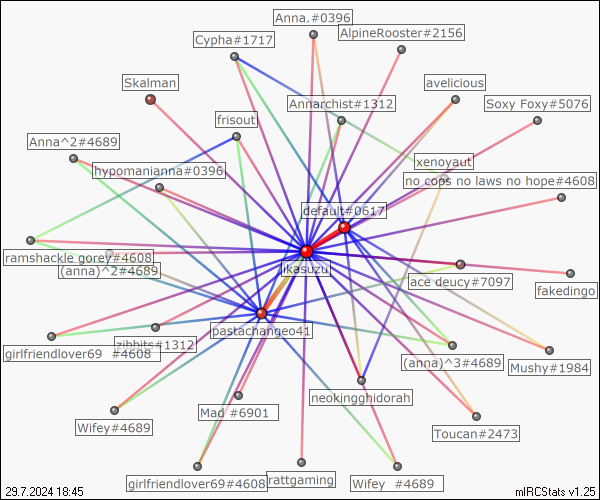 Anna.#0396
AlpineRooster#2156
Cypha#1717
Skalman
avelicious
Annarchist#1312
Soxy Foxy#5076
frisout
Anna^2#4689
xenoyaut
hypomanianna#0396
no cops no laws no hope#4608
default#0617
ramshackle gorey#4608
(anna)^2#4689
ikasuzu
ace deucy#7097
fakedingo
pastachangeo41
zibbits#1312
girlfriendlover69 #4608
(anna)^3#4689
Mushy#1984
neokingghidorah
Mad #6901
Wifey#4689
Toucan#2473
girlfriendlover69#4608
rattgaming
Wifey #4689
29.7.2024 18:45
mIRCStats v1.25